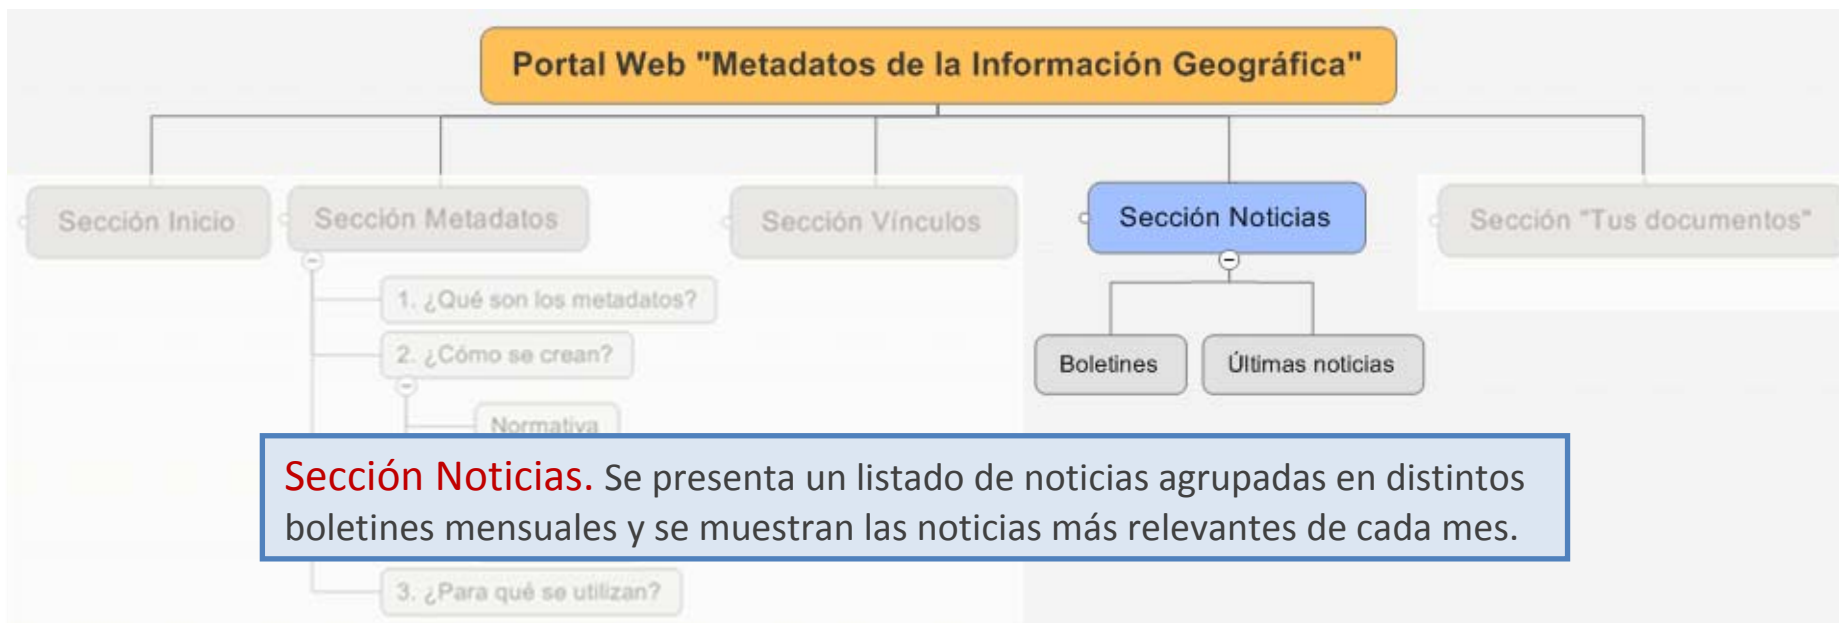 Portal Web "Metadatos de la Información Geográfica"
Sección Inicio
Sección Metadatos
Sección Vínculos
Sección Noticias
Sección "Tus documentos"
1. ¿Qué son los metadatos?
2. ¿Cómo se crean?
Boletines
Últimas noticias
Normativa
Sección Noticias. Se presenta un listado de noticias agrupadas en distintos
boletines mensuales y se muestran las noticias más relevantes de cada mes.
3. ¿Para qué se utilizan?